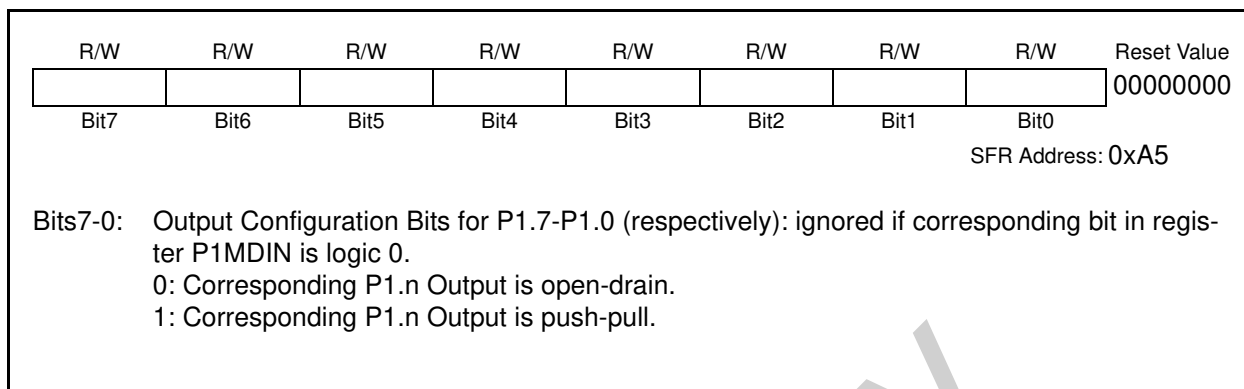 R/W R/W R/W R/W R/W R/W R/W R/W Reset Value
00000000
Bit7 Bit6 Bit5 Bit4 Bit3 Bit2 Bit1 Bit0
SFR Address: 0xA5
Bits7-0: Output Configuration Bits for P1.7-P1.0 (respectively): ignored if corresponding bit in regis-
ter P1MDIN is logic 0.
0: Corresponding P1.n Output is open-drain.
1: Corresponding P1.n Output is push-pull.